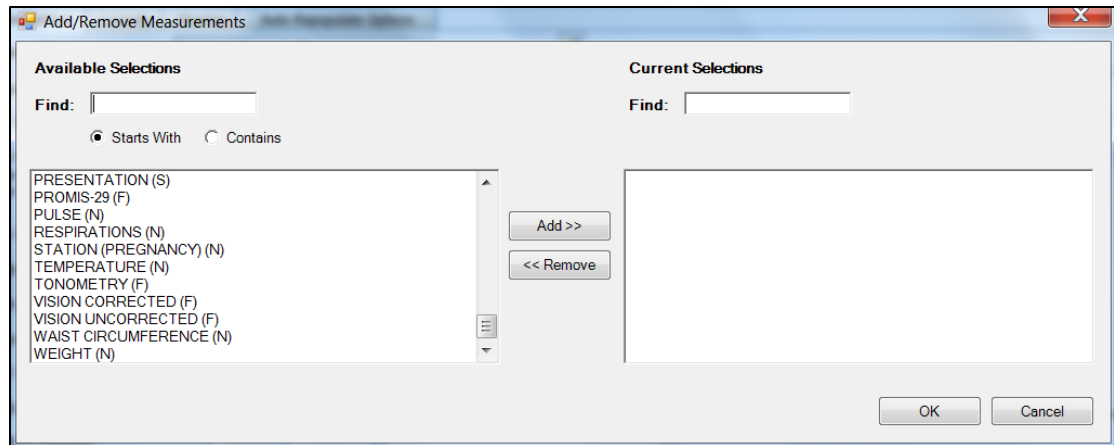 Add/Remove Measurements
Available Selections
Current Selections
Find:
Find:
Starts With
Contains
PRESENTATION (S)
PROMIS-29 (F)
PULSE (N)
RESPIRATIONS (N)
STATION (PREGNANCY) (N)
TEMPERATURE (N)
TONOMETRY (F)
VISION CORRECTED (F)
VISION UNCORRECTED (F)
WAIST CIRCUMFERENCE (N)
WEIGHT (N)
Add >>
<< Remove
OK
Cancel